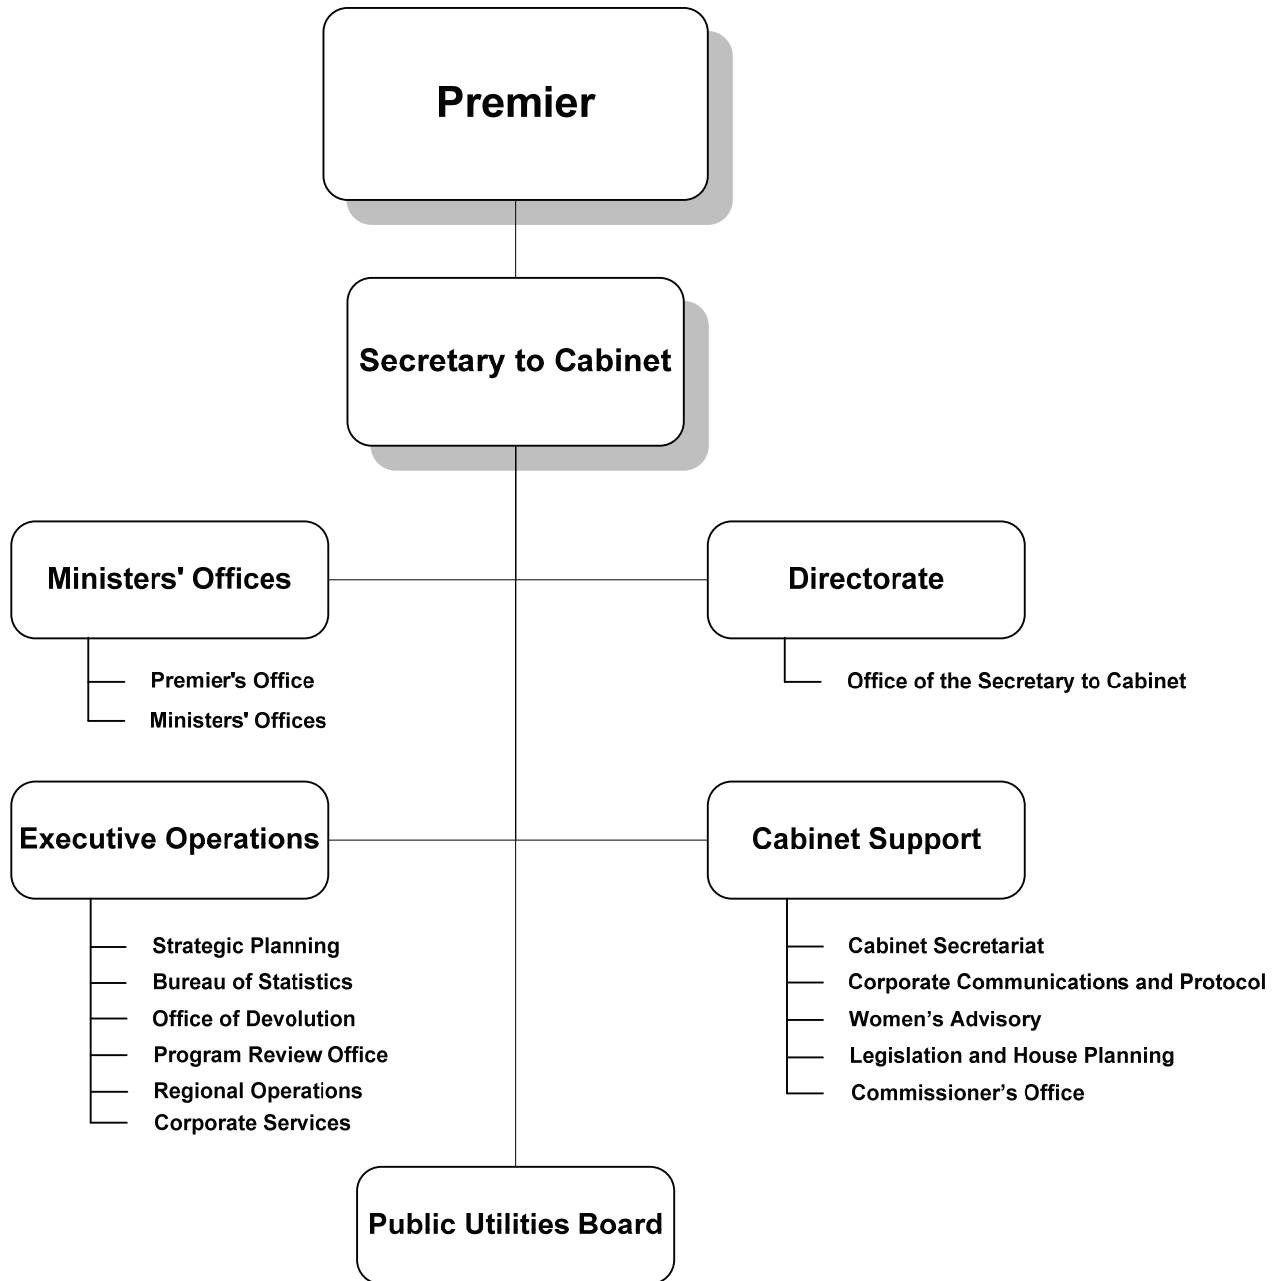 Premier
Secretary to Cabinet
Ministers' Offices
Directorate
Premier's Office
Ministers' Offices
Office of the Secretary to Cabinet
Executive Operations
Cabinet Support
Strategic Planning
Bureau of Statistics
Office of Devolution
Program Review Office
Regional Operations
Corporate Services
Cabinet Secretariat
Corporate Communications and Protocol
Women’s Advisory
Legislation and House Planning
Commissioner’s Office
Public Utilities Board